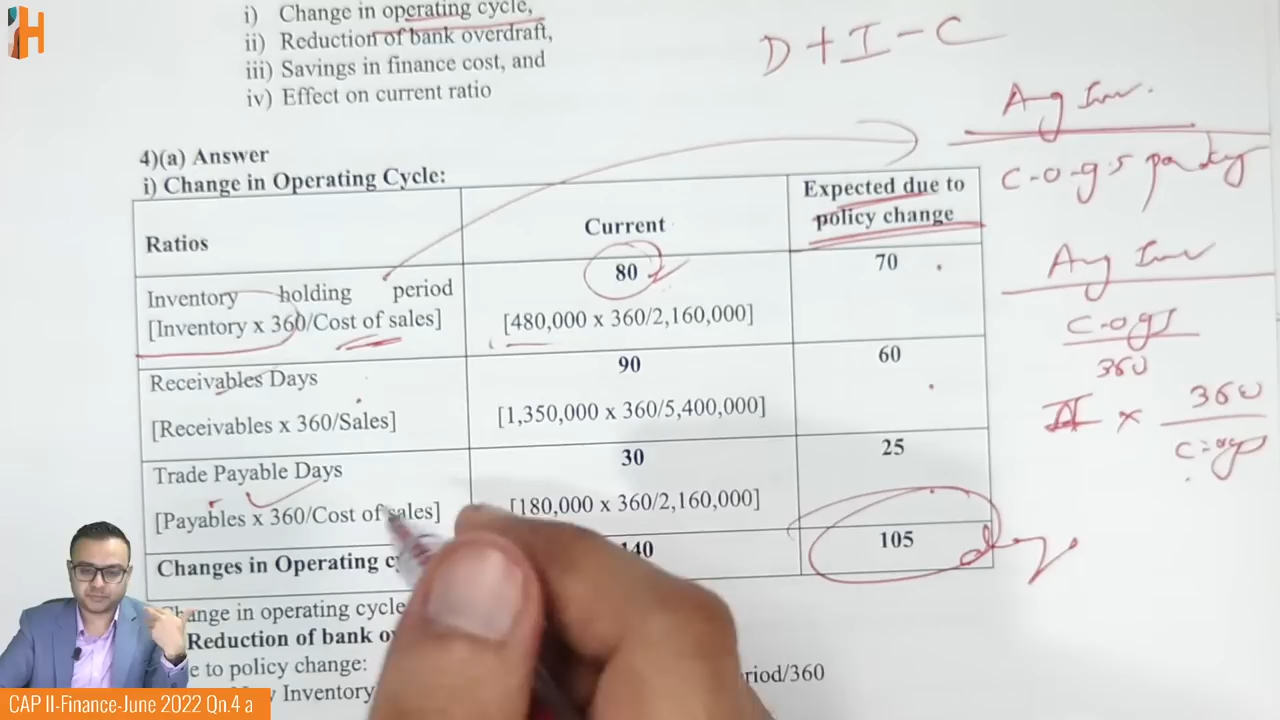 H
i) Change in operating cycle,
ii) Reduction of bank overdraft,
iii) Savings in finance cost, and
iv) Effect on current ratio
D + I - C
4)(a) Answer
i) Change in Operating Cycle:
Ratios
Current
Expected due to
policy change
Inventory holding period
[Inventory x 360/Cost of sales]
80
[480,000 x 360/2,160,000]
70
Receivables Days
[Receivables x 360/Sales]
90
[1,350,000 x 360/5,400,000]
60
Trade Payable Days
[Payables x 360/Cost of sales]
30
[180,000 x 360/2,160,000]
25
Changes in Operating
140
105
Change in operating cycle
Reduction of bank
to policy change:
Inventory
/360
Avg Inv.
C-O-G-S per day
Avg Inv
C-O-GS
360
x
360
CAP II-Finance-June 2022 Qn.4 a